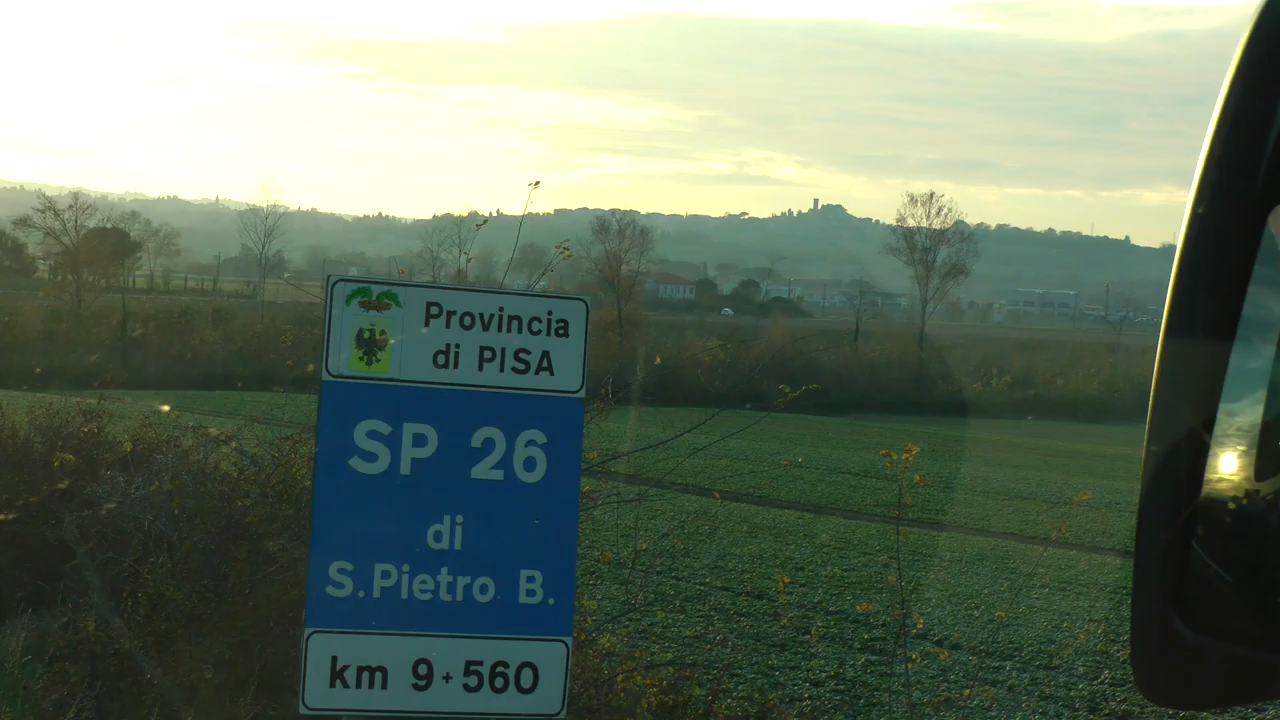 Provincia
di PISA
SP 26
di
S.Pietro B.
km 9+560